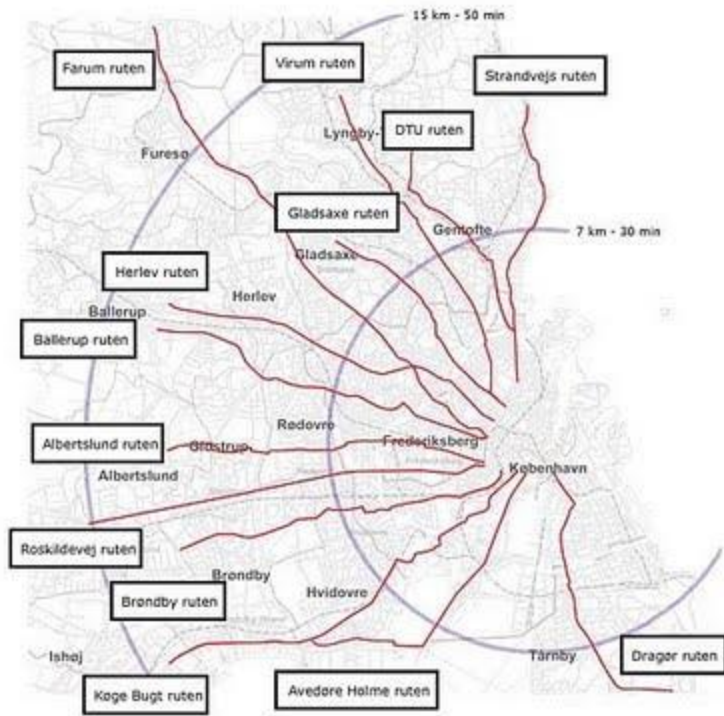 15 km - 50 min
Farum ruten
Virum ruten
Strandvejs ruten
Lyngby-
DTU ruten
Furesø
Gladsaxe ruten
Gentofte
7 km - 30 min
Gladsaxe
Herlev ruten
Herlev
Ballerup
Ballerup ruten
Rødovre
Albertslund ruten
Glostrup
Frederiksberg
Albertslund
København
Roskildevej ruten
Brøndby
Brøndby ruten
Hvidovre
Ishøj
Tårnby
Dragør ruten
Køge Bugt ruten
Avedøre Holme ruten